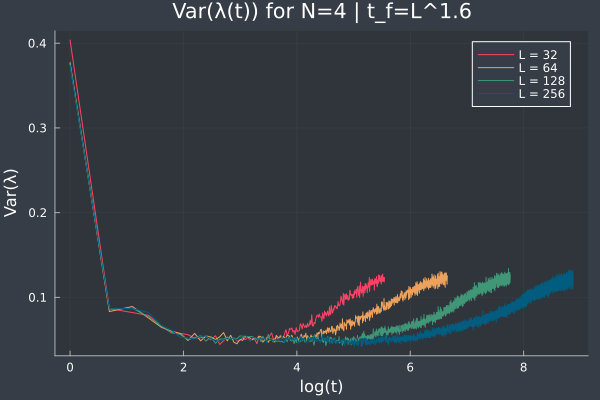 Var(λ(t)) for N=4 | t_f=L^1.6
Var(λ)
0.4
0.3
0.2
0.1
L = 32
L = 64
L = 128
L = 256
0 2 4 6 8
log(t)